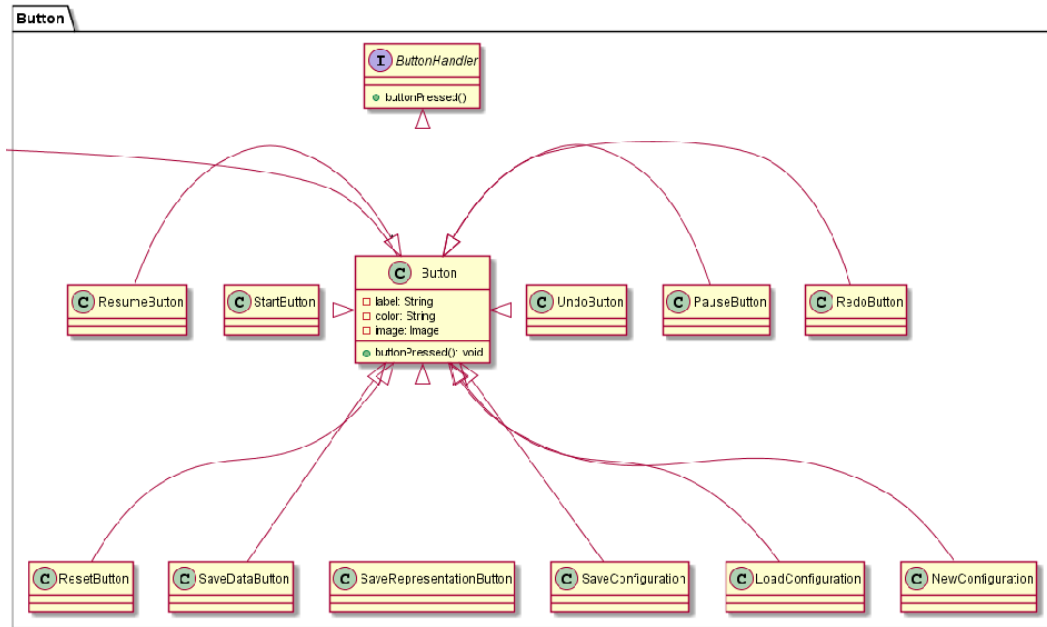 Button
I ButtonHandler
buttonPressed()
C Button
label: String
color: String
image: Image
buttonPressed(): void
C ResumeButton
C StartButton
C UndoButton
C PauseButton
C RedoButton
C ResetButton
C SaveDataButton
C SaveRepresentationButton
C SaveConfiguration
C LoadConfiguration
C NewConfiguration